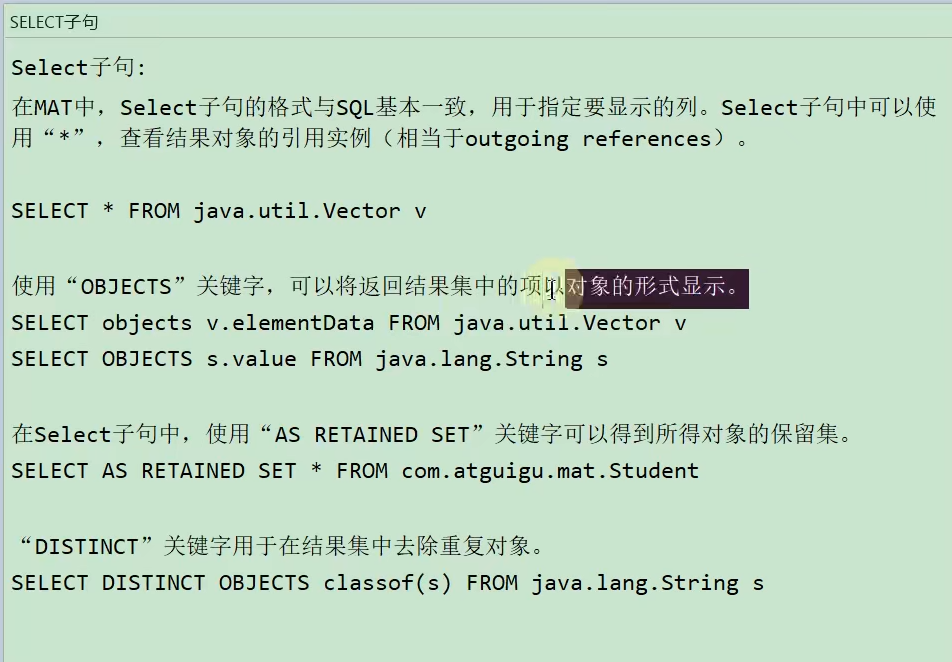 SELECT子句
Select子句:
在MAT中，Select子句的格式与SQL基本一致，用于指定要显示的列。Select子句中可以使
用“*”，查看结果对象的引用实例（相当于outgoing references）。
SELECT * FROM java.util.Vector v
使用“OBJECTS”关键字，可以将返回结果集中的项以对象的形式显示。
SELECT objects v.elementData FROM java.util.Vector v
SELECT OBJECTS s.value FROM java.lang.String s
在Select子句中，使用“AS RETAINED SET”关键字可以得到所得对象的保留集。
SELECT AS RETAINED SET * FROM com.atguigu.mat.Student
“DISTINCT”关键字用于在结果集中去除重复对象。
SELECT DISTINCT OBJECTS classof(s) FROM java.lang.String s